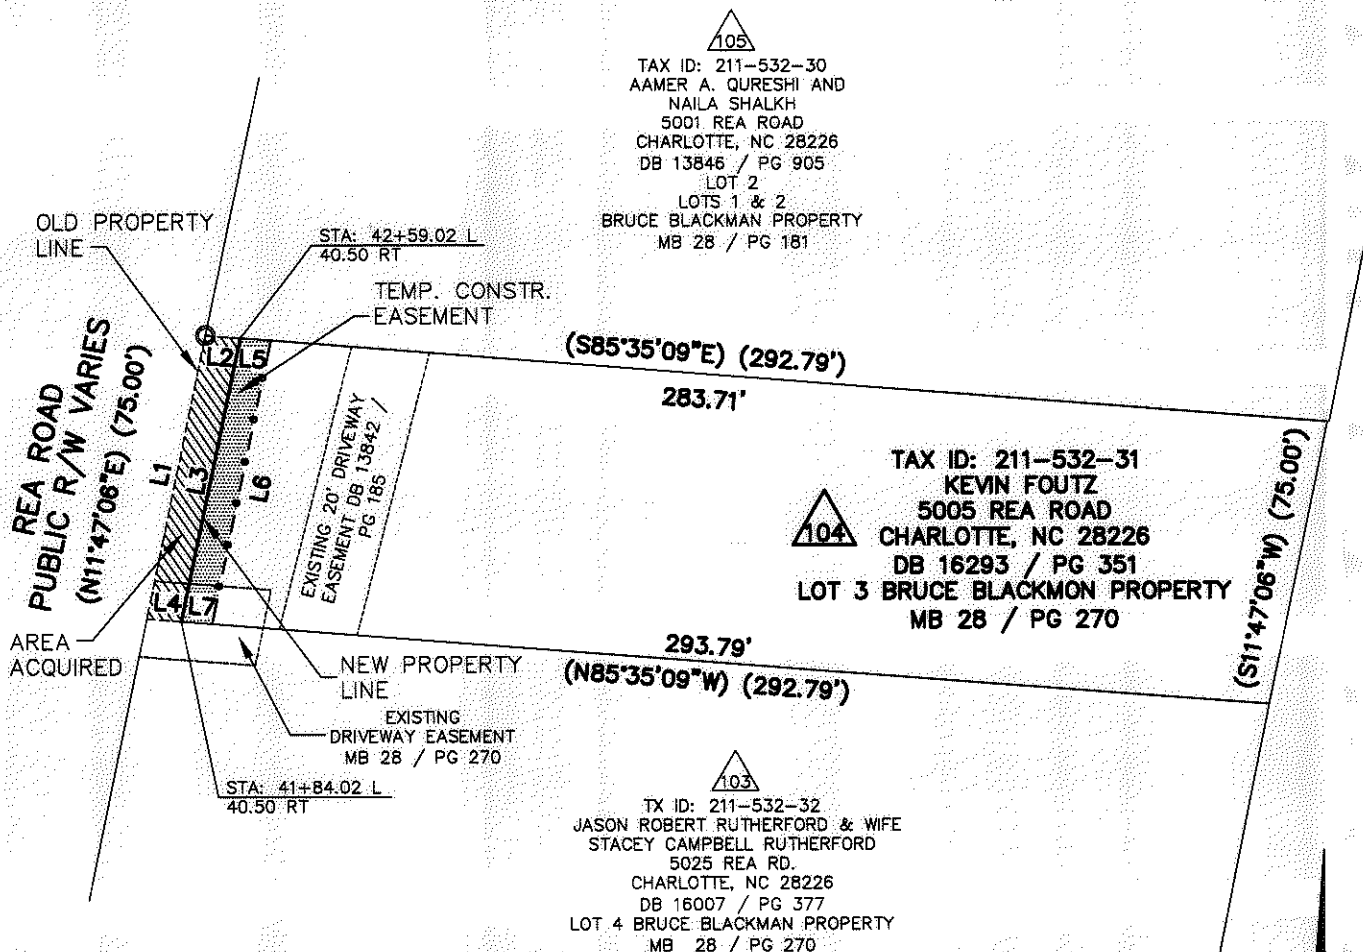 105
TAX ID: 211-532-30
AAMER A. QURESHI AND
NAILA SHALKH
5001 REA ROAD
CHARLOTTE, NC 28226
DB 13846 / PG 905
LOT 2
LOTS 1 & 2
BRUCE BLACKMAN PROPERTY
MB 28 / PG 181
OLD PROPERTY
LINE
STA: 42+59.02 L
40.50 RT
TEMP. CONSTR.
EASEMENT
REA ROAD
PUBLIC R/W VARIES
(N11°47'06"E) (75.00')
L1
L2
L5
L3
L6
L4
L7
EXISTING 20' DRIVEWAY
EASEMENT DB 13842 /
PG 185
(S85°35'09"E) (292.79')
283.71'
TAX ID: 211-532-31
KEVIN FOUTZ
104
5005 REA ROAD
CHARLOTTE, NC 28226
DB 16293 / PG 351
LOT 3 BRUCE BLACKMON PROPERTY
MB 28 / PG 270
(S11°47'06"W) (75.00')
AREA
ACQUIRED
NEW PROPERTY
LINE
293.79'
(N85°35'09"W) (292.79')
EXISTING
DRIVEWAY EASEMENT
MB 28 / PG 270
STA: 41+84.02 L
40.50 RT
103
TX ID: 211-532-32
JASON ROBERT RUTHERFORD & WIFE
STACEY CAMPBELL RUTHERFORD
5025 REA RD.
CHARLOTTE, NC 28226
DB 16007 / PG 377
LOT 4 BRUCE BLACKMAN PROPERTY
MB 28 / PG 270